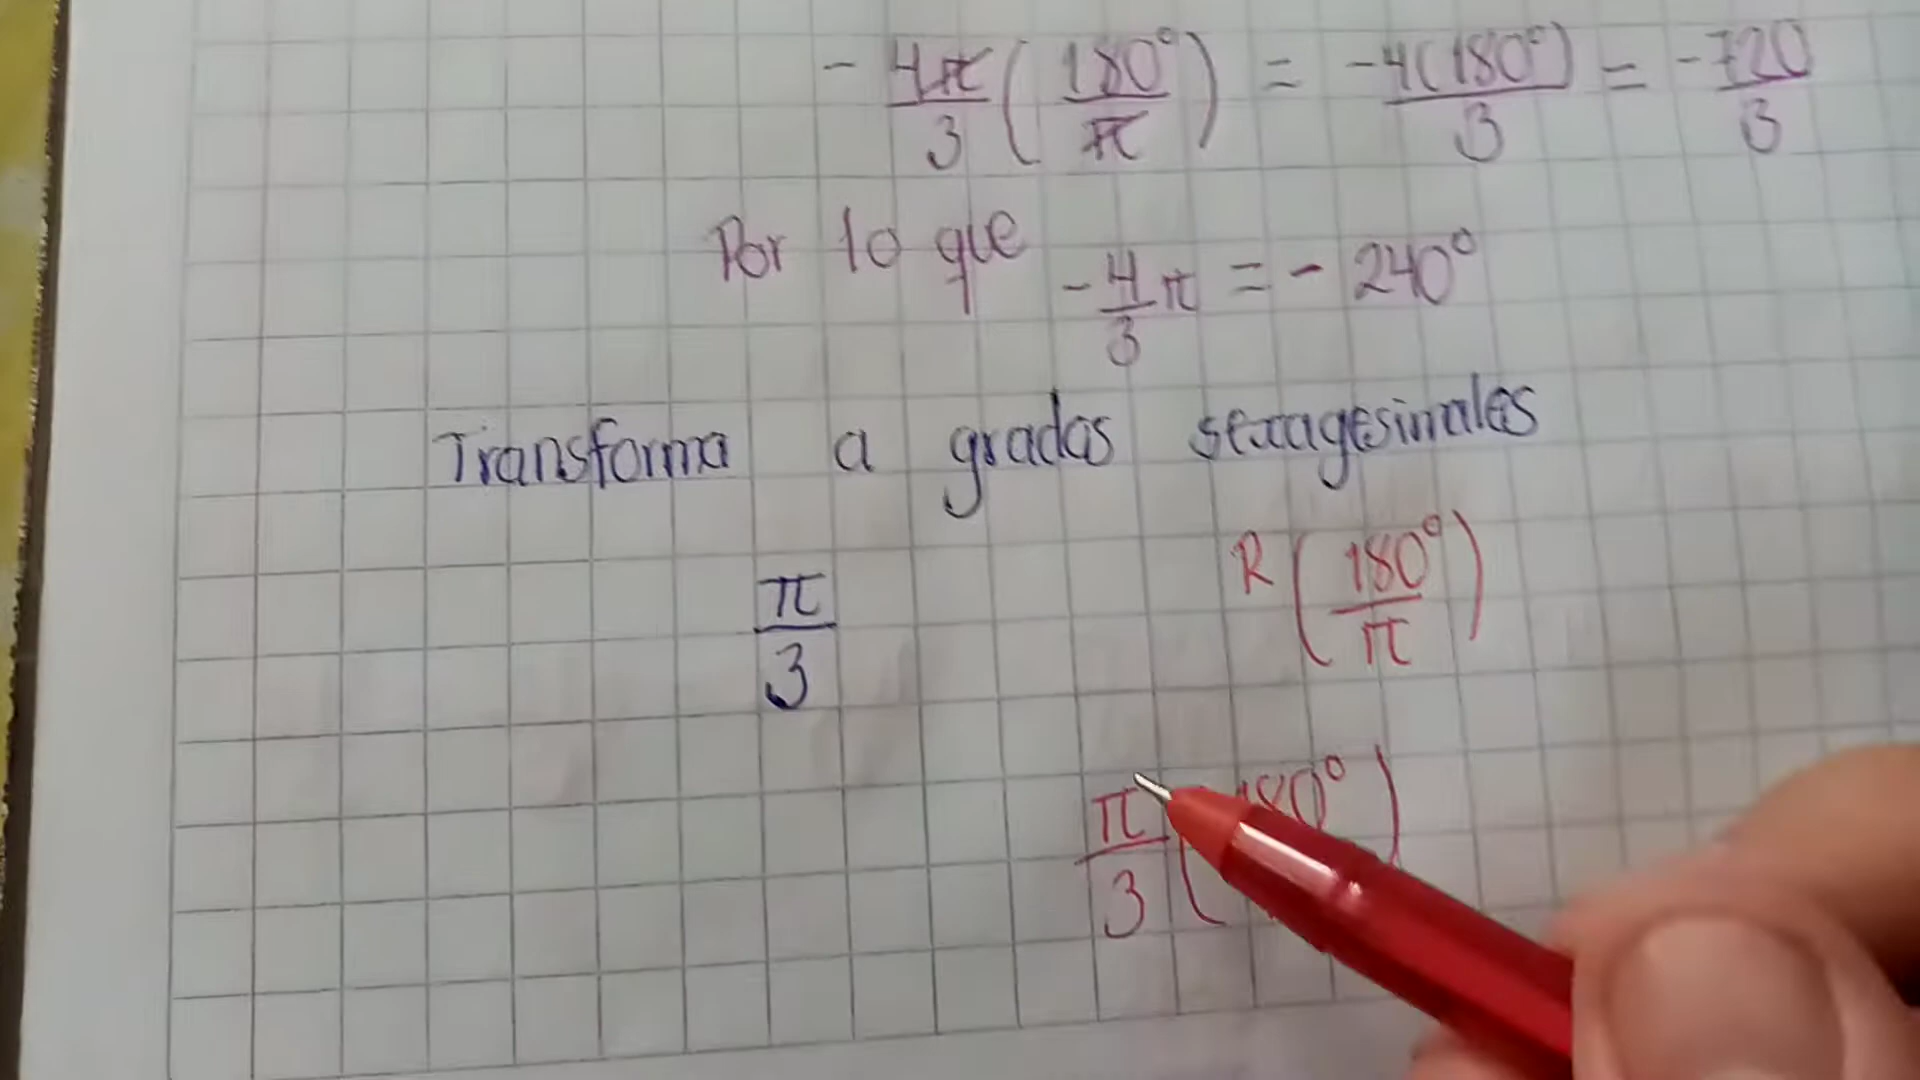 - 4π/3 (180°/π) = -4(180°)/3 = -720/3
Por lo que -4/3 π = - 240°
Transforma a grados sexagesimales
π/3 R (180°/π)
π/3 (180°)